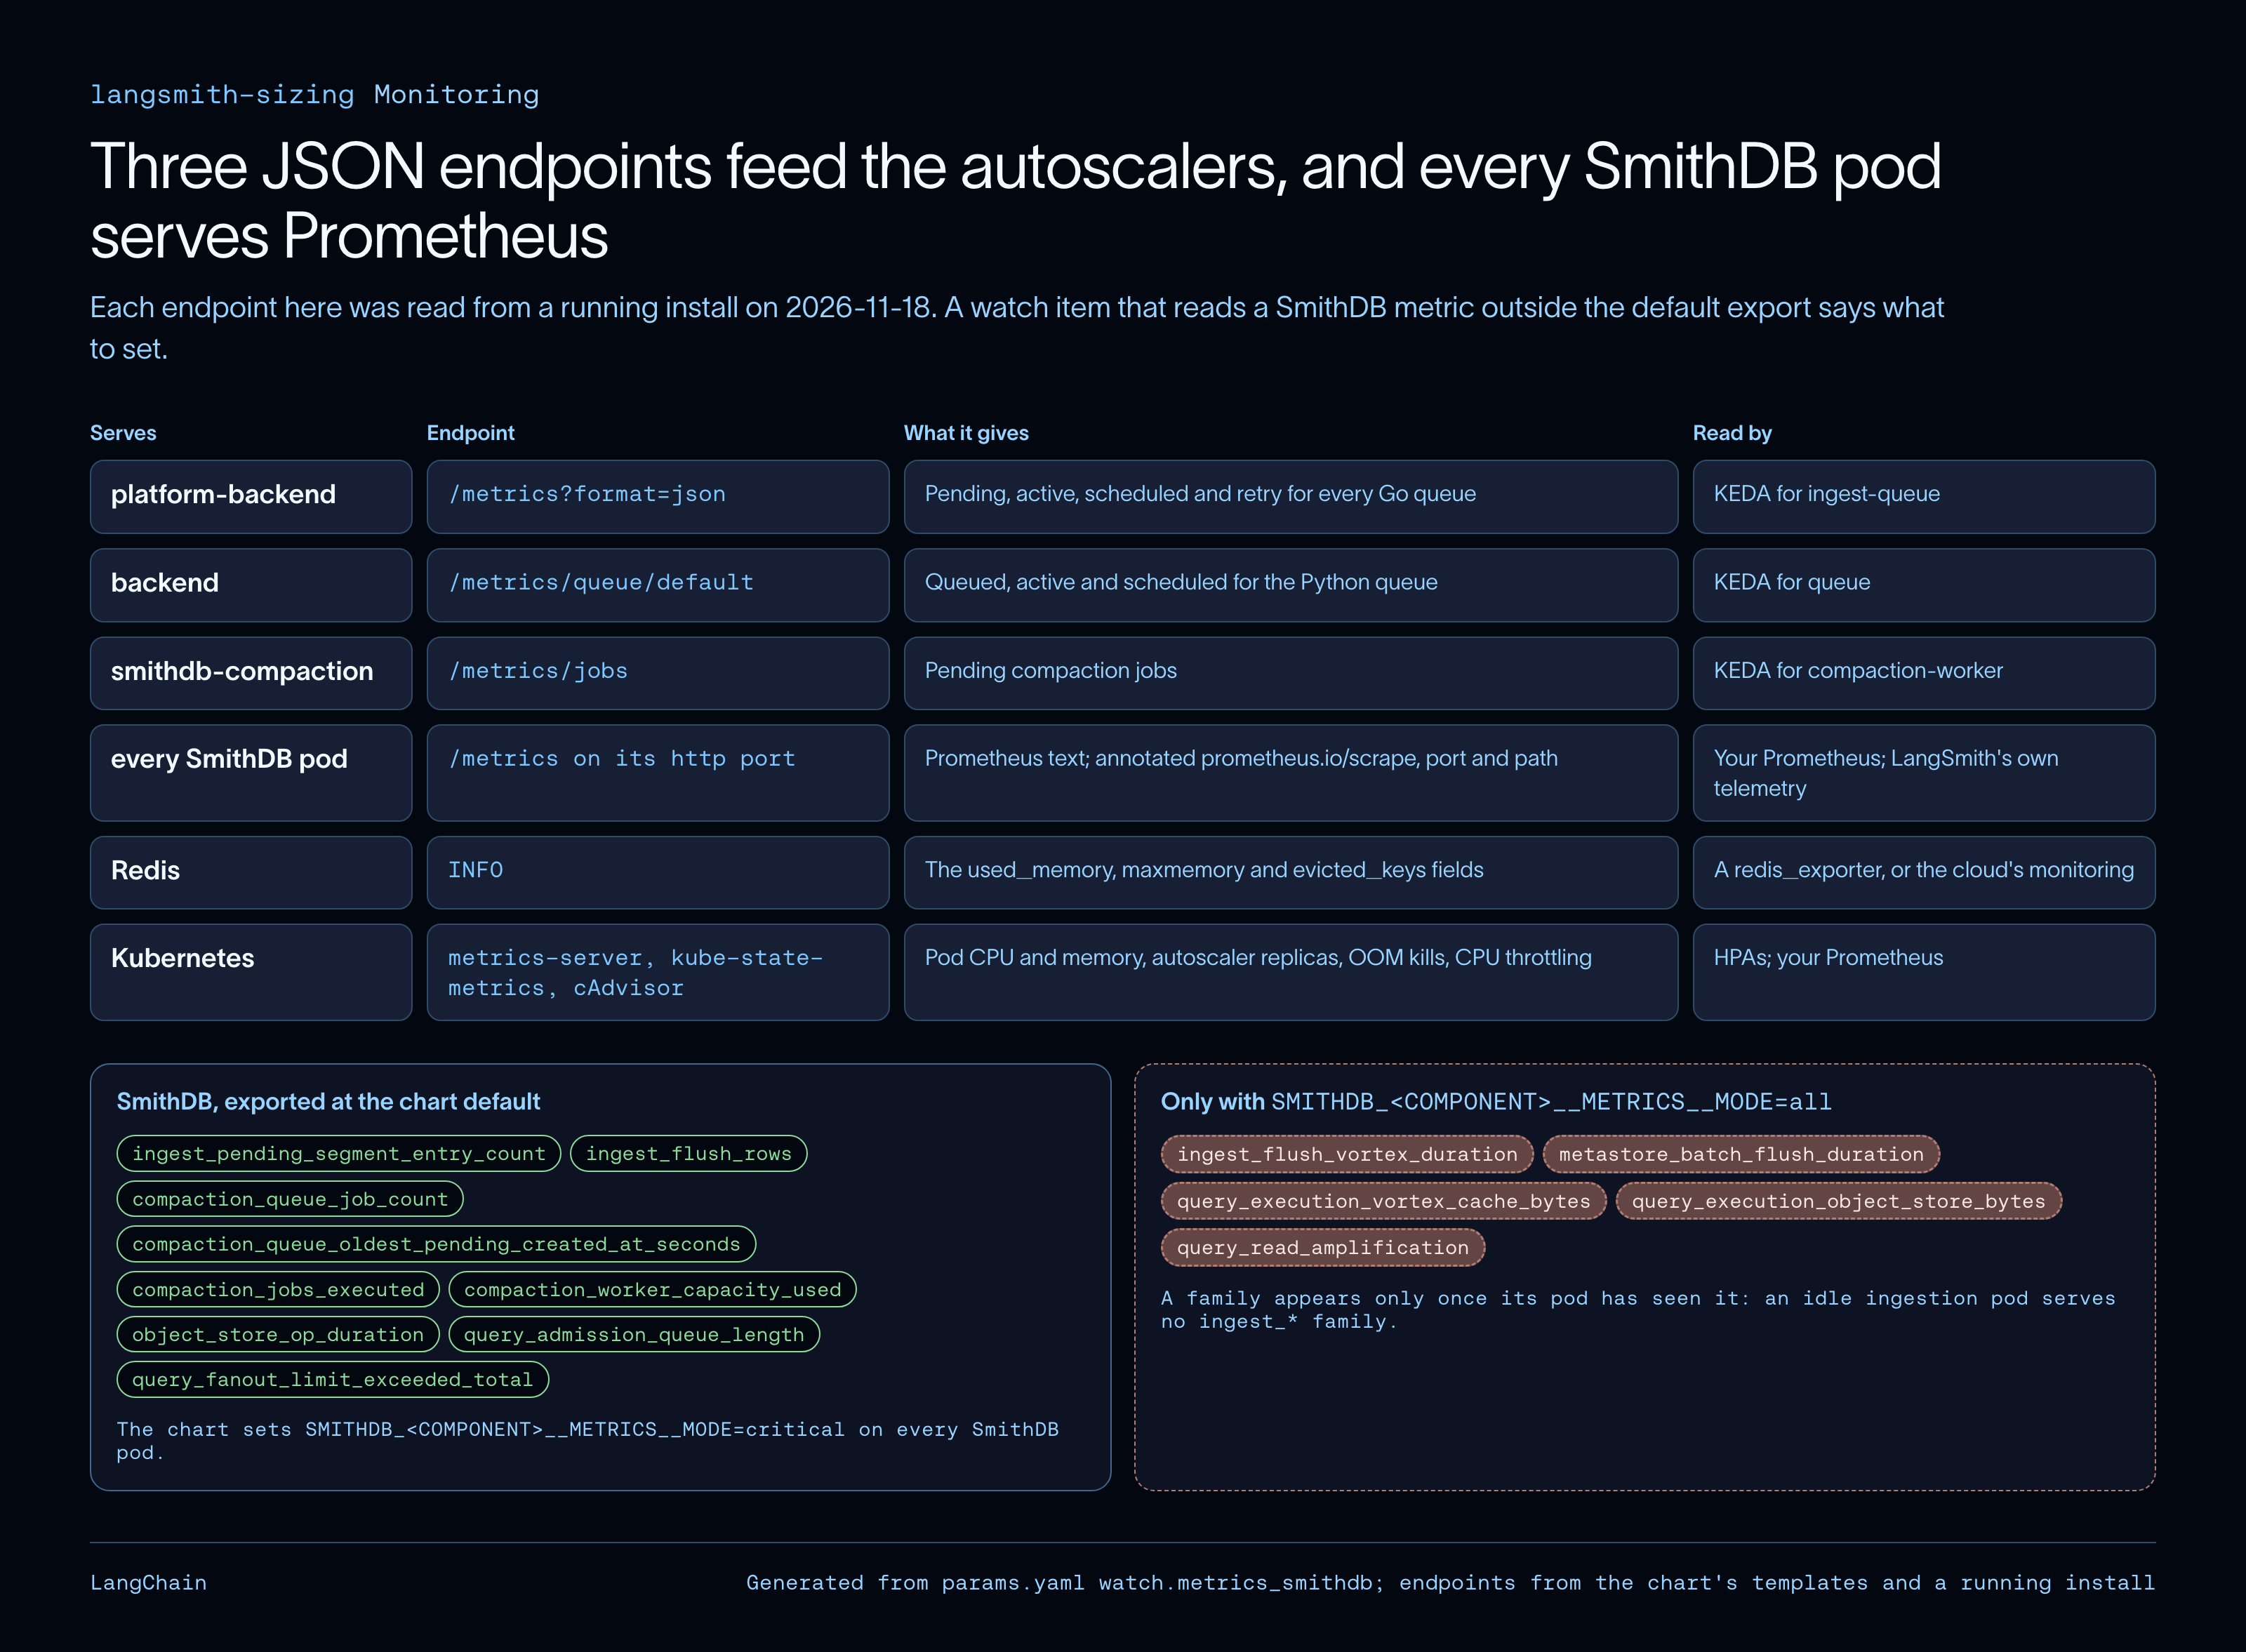 langsmith-sizing Monitoring
Three JSON endpoints feed the autoscalers, and every SmithDB pod
serves Prometheus
Each endpoint here was read from a running install on 2026-11-18. A watch item that reads a SmithDB metric outside the default export says what
to set.
Serves Endpoint What it gives Read by
platform-backend /metrics?format=json Pending, active, scheduled and retry for every Go queue KEDA for ingest-queue
backend /metrics/queue/default Queued, active and scheduled for the Python queue KEDA for queue
smithdb-compaction /metrics/jobs Pending compaction jobs KEDA for compaction-worker
every SmithDB pod /metrics on its http port Prometheus text; annotated prometheus.io/scrape, port and path Your Prometheus; LangSmith's own
telemetry
Redis INFO The used_memory, maxmemory and evicted_keys fields A redis_exporter, or the cloud's monitoring
Kubernetes metrics-server, kube-state-
metrics, cAdvisor Pod CPU and memory, autoscaler replicas, OOM kills, CPU throttling HPAs; your Prometheus
SmithDB, exported at the chart default
ingest_pending_segment_entry_count ingest_flush_rows
compaction_queue_job_count
compaction_queue_oldest_pending_created_at_seconds
compaction_jobs_executed compaction_worker_capacity_used
object_store_op_duration query_admission_queue_length
query_fanout_limit_exceeded_total
The chart sets SMITHDB_<COMPONENT>__METRICS__MODE=critical on every SmithDB
pod.
Only with SMITHDB_<COMPONENT>__METRICS__MODE=all
ingest_flush_vortex_duration metastore_batch_flush_duration
query_execution_vortex_cache_bytes query_execution_object_store_bytes
query_read_amplification
A family appears only once its pod has seen it: an idle ingestion pod serves
no ingest_* family.
LangChain Generated from params.yaml watch.metrics_smithdb; endpoints from the chart's templates and a running install